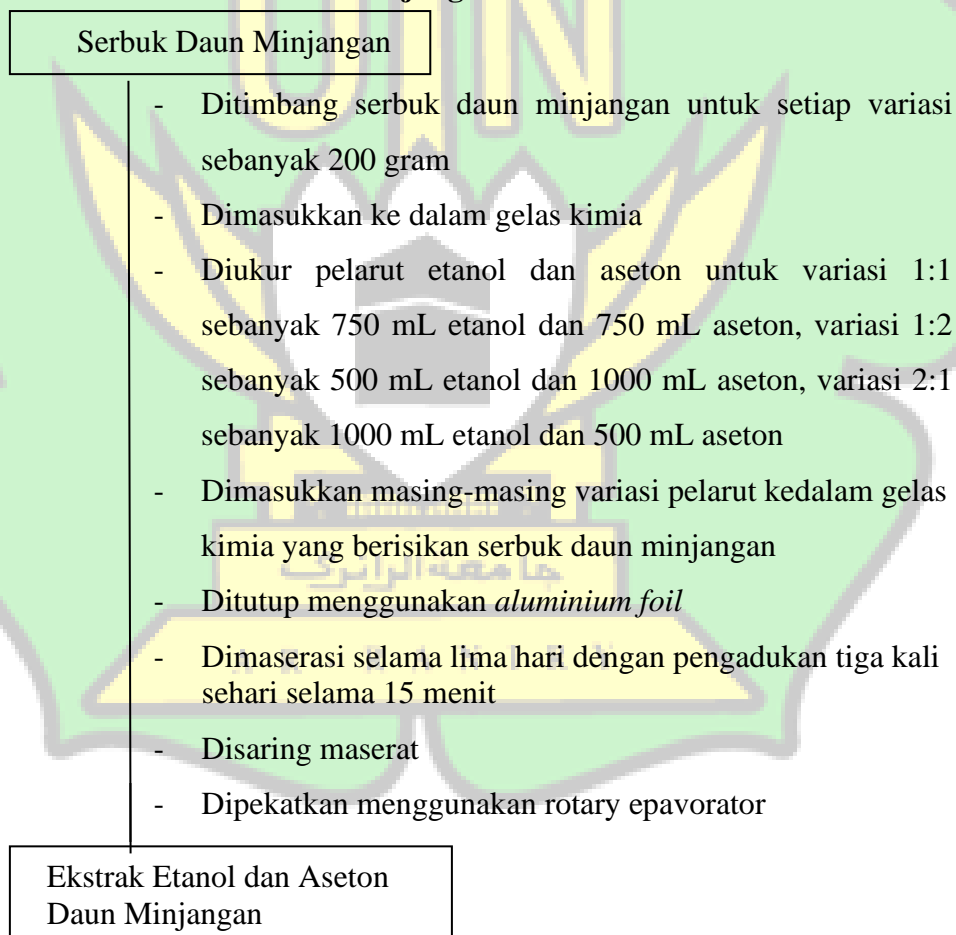 Serbuk Daun Minjangan
- Ditimbang serbuk daun minjangan untuk setiap variasi
sebanyak 200 gram
- Dimasukkan ke dalam gelas kimia
- Diukur pelarut etanol dan aseton untuk variasi 1:1
sebanyak 750 mL etanol dan 750 mL aseton, variasi 1:2
sebanyak 500 mL etanol dan 1000 mL aseton, variasi 2:1
sebanyak 1000 mL etanol dan 500 mL aseton
- Dimasukkan masing-masing variasi pelarut kedalam gelas
kimia yang berisikan serbuk daun minjangan
- Ditutup menggunakan aluminium foil
- Dimaserasi selama lima hari dengan pengadukan tiga kali
sehari selama 15 menit
- Disaring maserat
- Dipekatkan menggunakan rotary epavorator
Ekstrak Etanol dan Aseton
Daun Minjangan